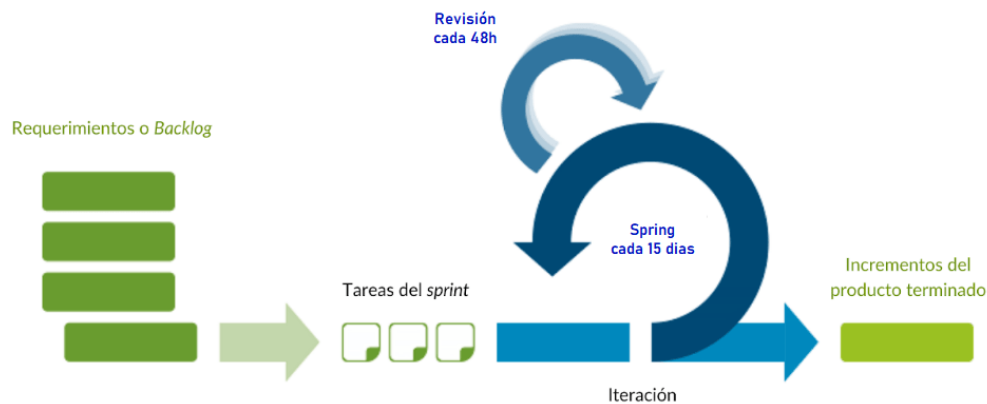 Revisión
cada 48h
Requerimientos o Backlog
Spring
cada 15 dias
Tareas del sprint
Incrementos del
producto terminado
Iteración